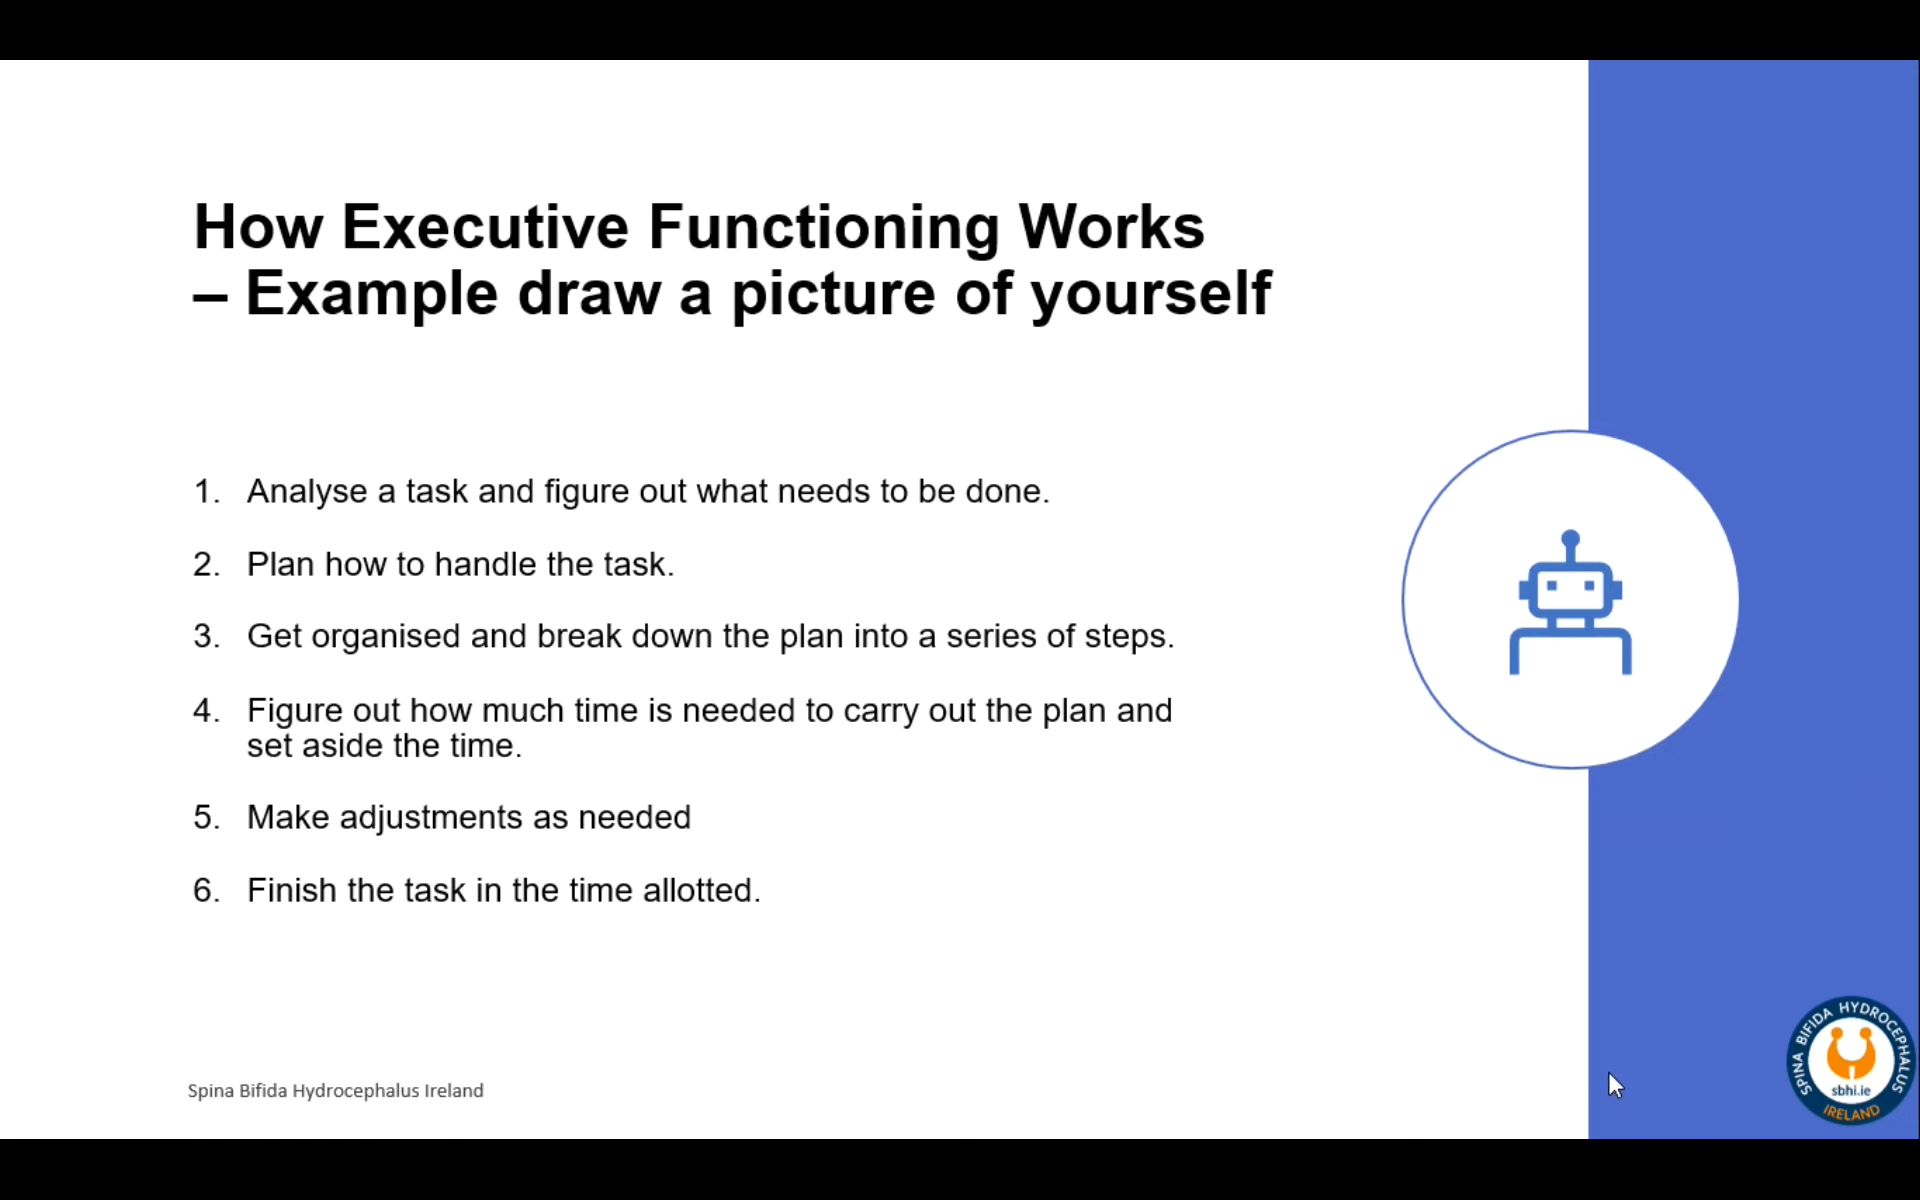 How Executive Functioning Works
– Example draw a picture of yourself
1. Analyse a task and figure out what needs to be done.
2. Plan how to handle the task.
3. Get organised and break down the plan into a series of steps.
4. Figure out how much time is needed to carry out the plan and
set aside the time.
5. Make adjustments as needed
6. Finish the task in the time allotted.
Spina Bifida Hydrocephalus Ireland
SPINA BIFIDA HYDROCEPHALUS
sbhi.ie
IRELAND